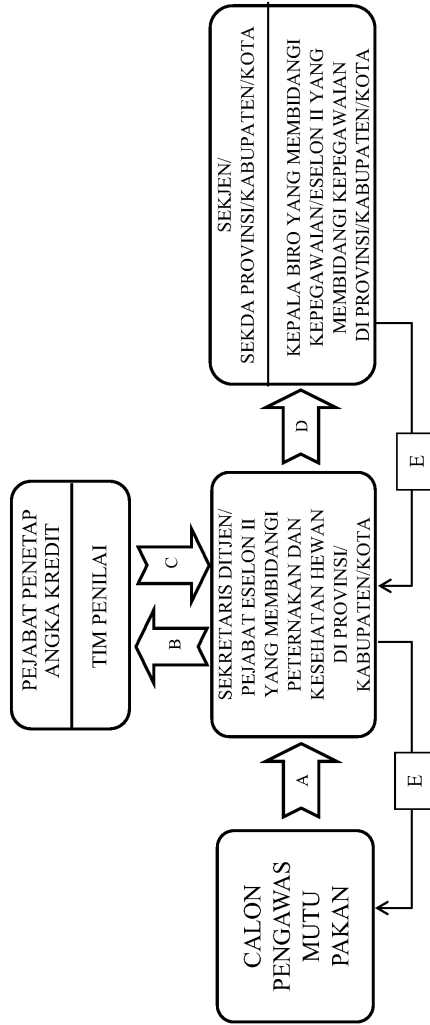 PEJABAT PENETAP
ANGKA KREDIT
TIM PENILAI
B
C
CALON
PENGAWAS
MUTU
PAKAN
A
SEKRETARIS DITJEN/
PEJABAT ESELON II
YANG MEMBIDANGI
PETERNAKAN DAN
KESEHATAN HEWAN
DI PROVINSI/
KABUPATEN/KOTA
D
SEKJEN/
SEKDA PROVINSI/KABUPATEN/KOTA
KEPALA BIRO YANG MEMBIDANGI
KEPEGAWAIAN/ESELON II YANG
MEMBIDANGI KEPEGAWAIAN
DI PROVINSI/KABUPATEN/KOTA
E
E